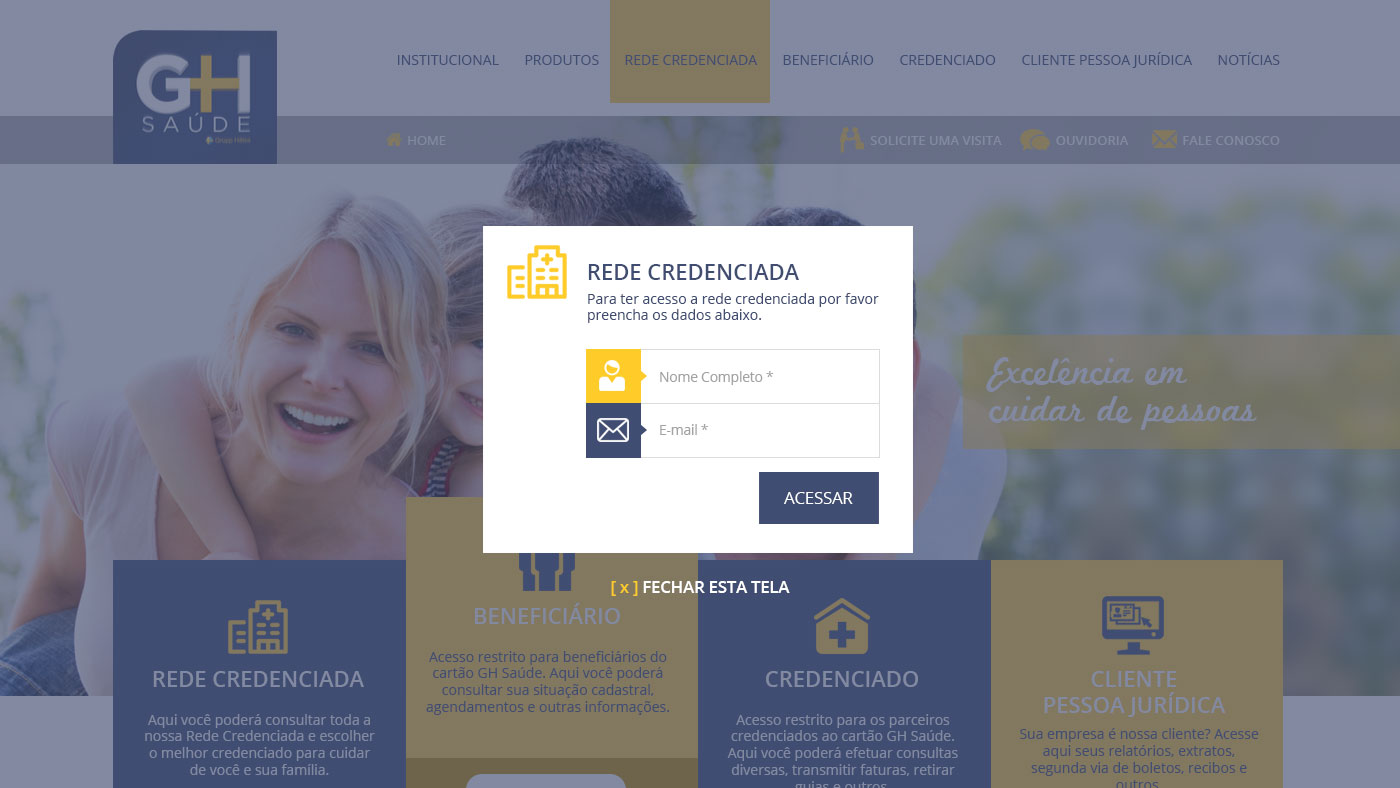 INSTITUCIONAL PRODUTOS REDE CREDENCIADA BENEFICIÁRIO CREDENCIADO CLIENTE PESSOA JURÍDICA NOTÍCIAS
GH
SAÚDE
HOME SOLICITE UMA VISITA OUVIDORIA FALE CONOSCO
REDE CREDENCIADA
Para ter acesso a rede credenciada por favor
preencha os dados abaixo.
Nome Completo *
E-mail *
ACESSAR
[ x ] FECHAR ESTA TELA
Excelência em
cuidar de pessoas
REDE CREDENCIADA
Aqui você poderá consultar toda a
nossa Rede Credenciada e escolher
o melhor credenciado para cuidar
de você e sua família.
BENEFICIÁRIO
Acesso restrito para beneficiários do
cartão GH Saúde. Aqui você poderá
consultar sua situação cadastral,
agendamentos e outras informações.
CREDENCIADO
Acesso restrito para os parceiros
credenciados ao cartão GH Saúde.
Aqui você poderá efetuar consultas
diversas, transmitir faturas, retirar
guias e outros.
CLIENTE
PESSOA JURÍDICA
Sua empresa é nossa cliente? Acesse
aqui seus relatórios, extratos,
segunda via de boletos, recibos e
outros.